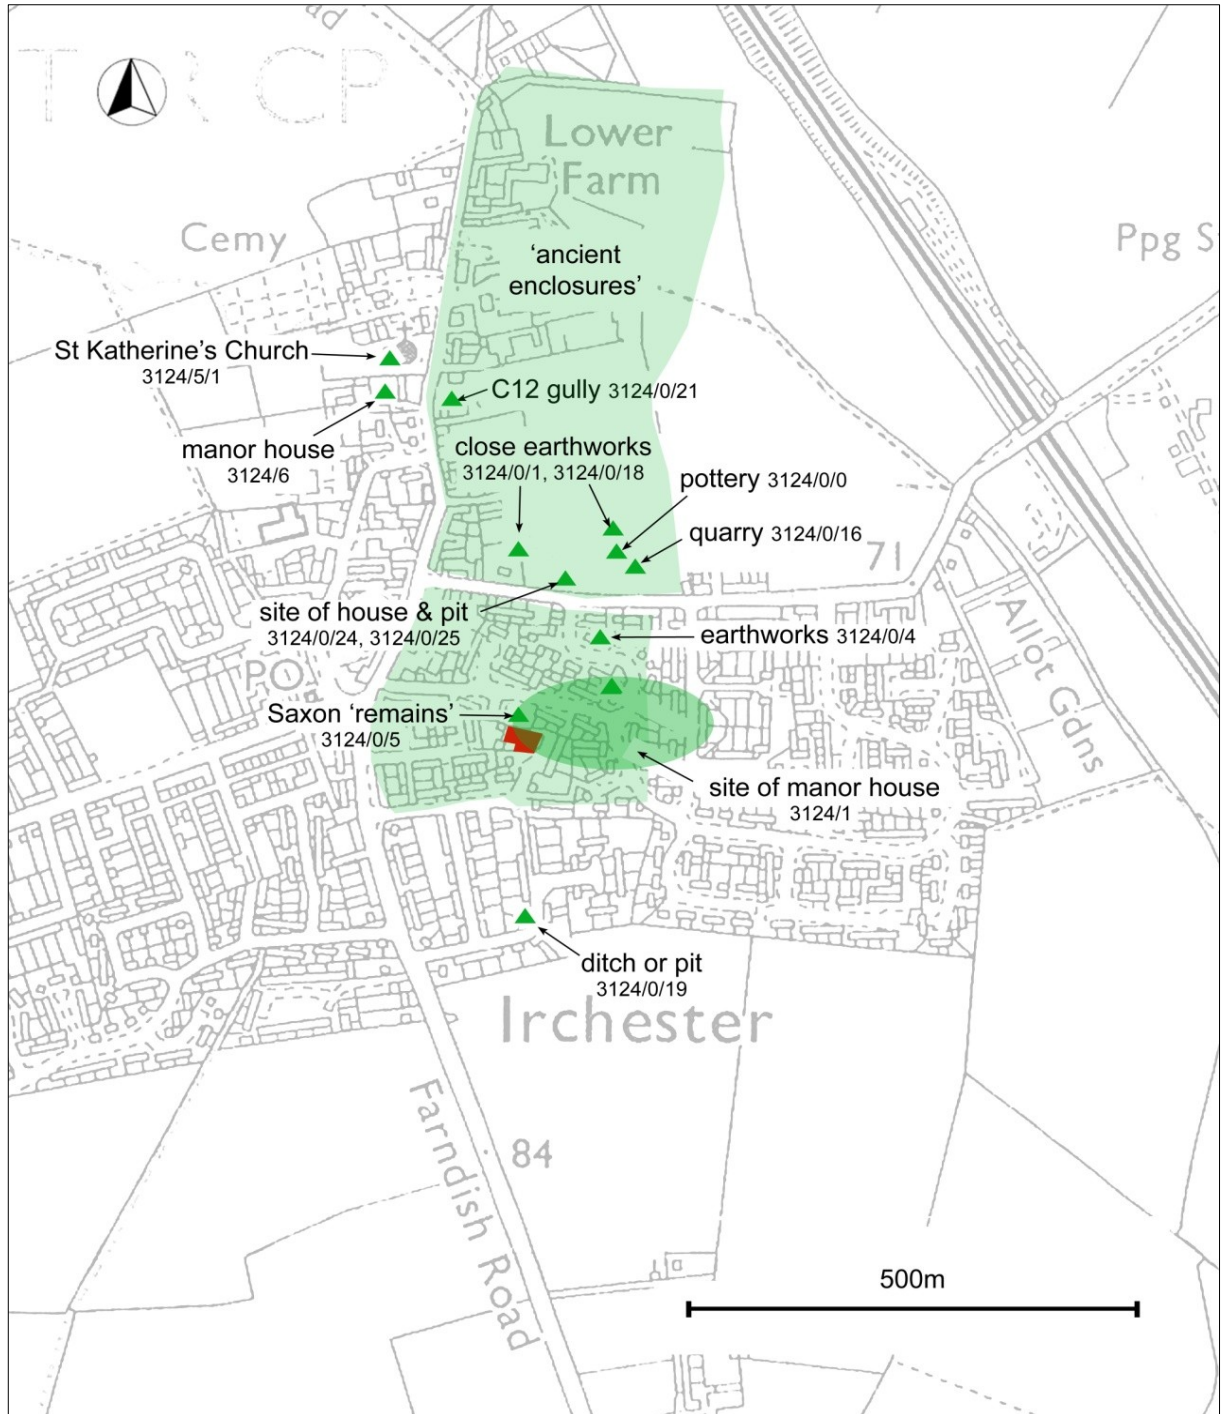 Lower
Farm
Cemy
'ancient
enclosures'
Ppg S
St Katherine's Church
3124/5/1
C12 gully 3124/0/21
manor house
3124/6
close earthworks
3124/0/1, 3124/0/18
pottery 3124/0/0
quarry 3124/0/16
71
site of house & pit
3124/0/24, 3124/0/25
earthworks 3124/0/4
Allot Gdns
PO
Saxon 'remains'
3124/0/5
site of manor house
3124/1
ditch or pit
3124/0/19
Irchester
Farndish Road
84
500m